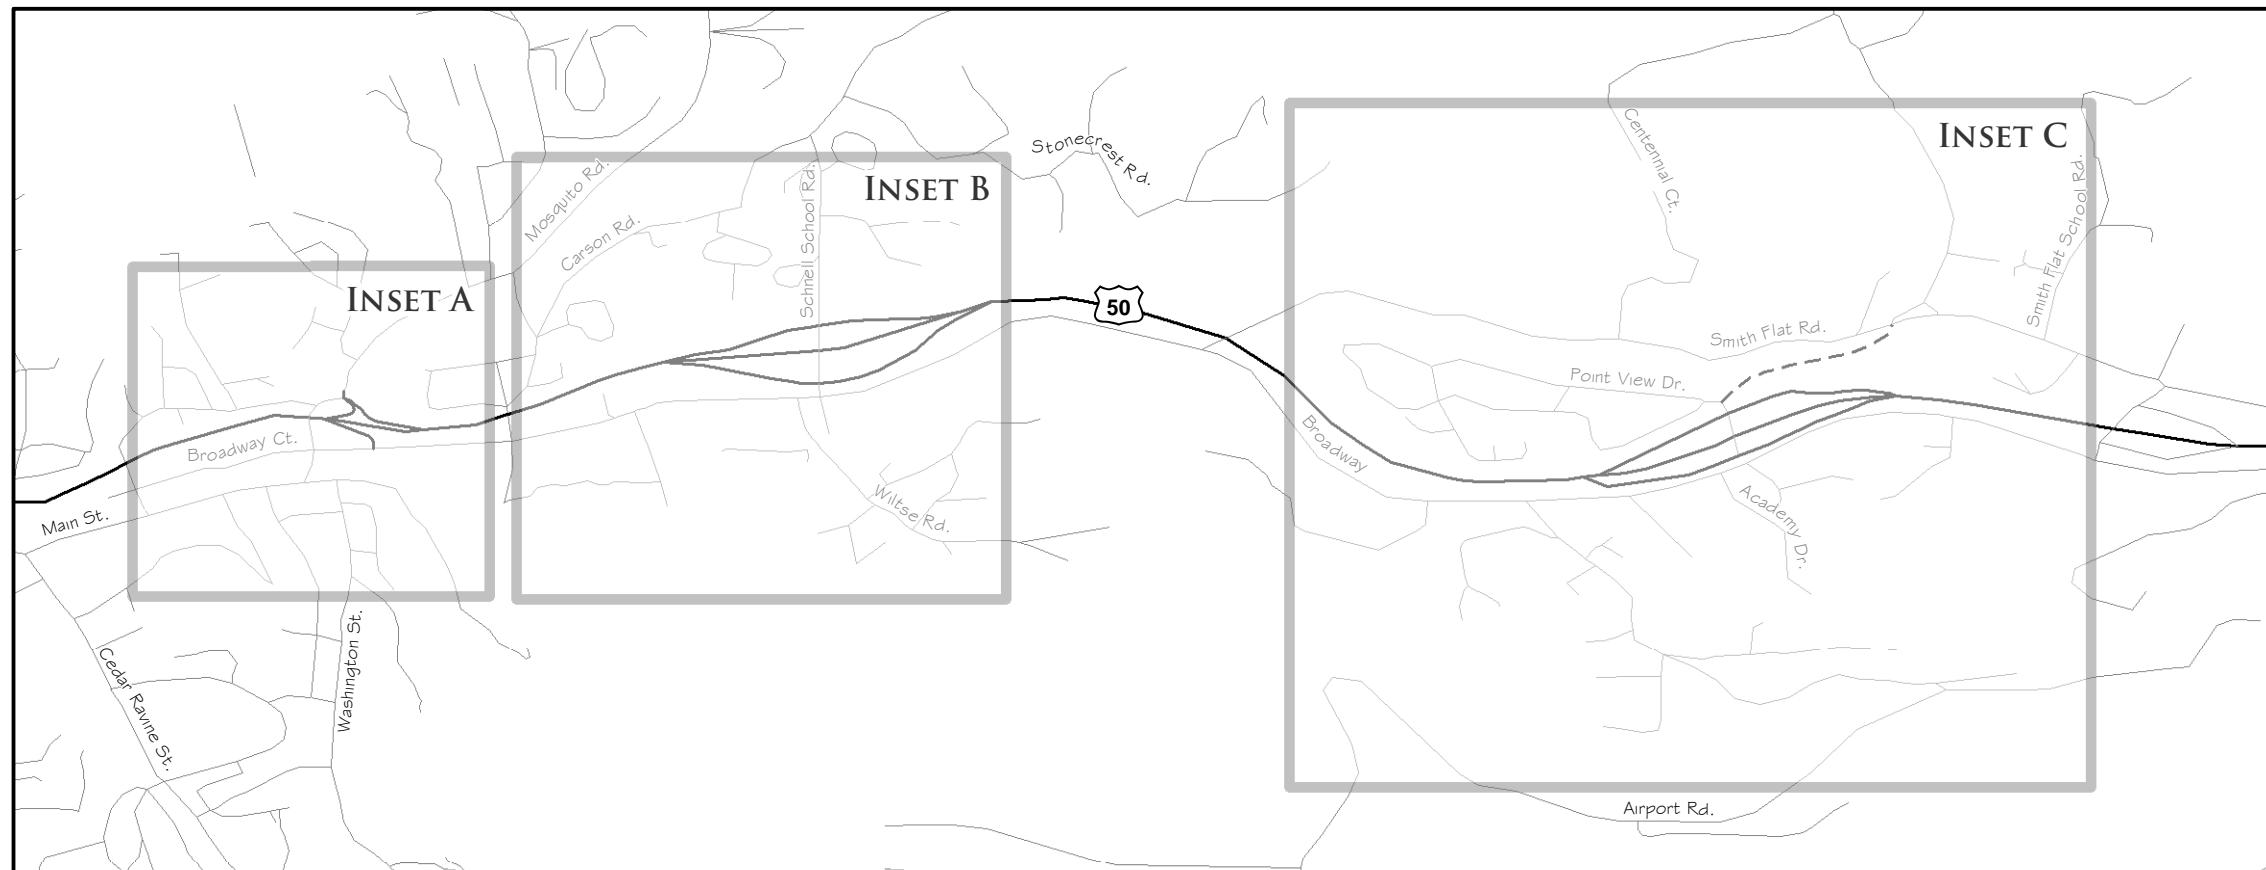 INSET A
INSET B
INSET C
Mosquito Rd.
Carson Rd.
Schnell School Rd.
Stonecrest Rd.
50
Centennial Ct.
Smith Flat School Rd.
Smith Flat Rd.
Point View Dr.
Broadway Ct.
Broadway
Main St.
Wiltse Rd.
Academy Dr.
Cedar Ravine St.
Washington St.
Airport Rd.